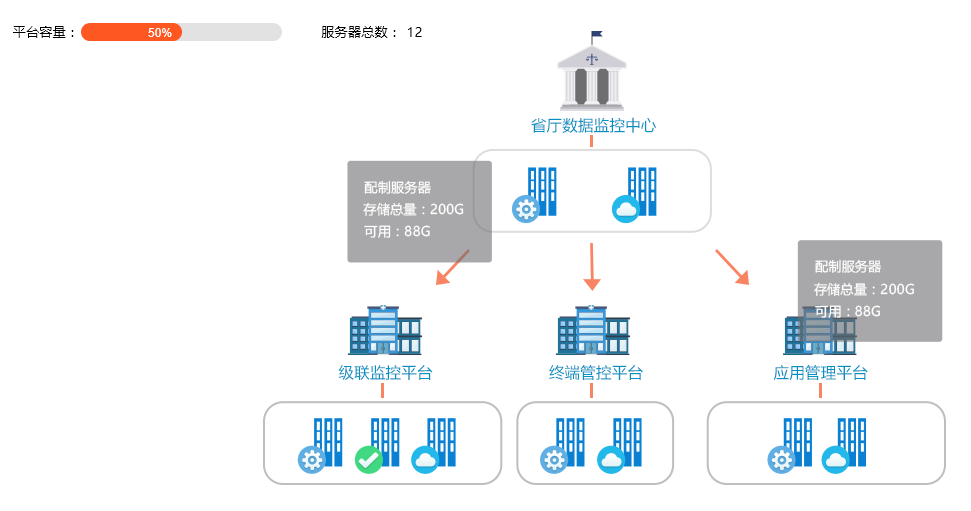 平台容量：
50%
服务器总数： 12
省厅数据监控中心
配制服务器
存储总量：200G
可用：88G
配制服务器
存储总量：200G
可用：88G
级联监控平台
终端管控平台
应用管理平台